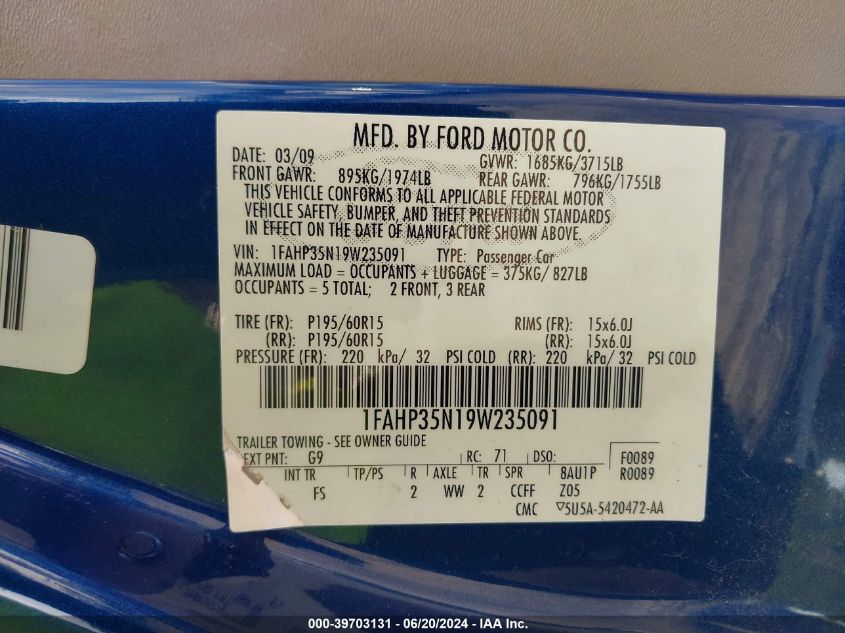 MFD. BY FORD MOTOR CO.
DATE: 03/09 GVWR: 1685KG/3715LB
FRONT GAWR: 895KG/1974LB REAR GAWR: 796KG/1755LB
THIS VEHICLE CONFORMS TO ALL APPLICABLE FEDERAL MOTOR
VEHICLE SAFETY, BUMPER, AND THEFT PREVENTION STANDARDS
IN EFFECT ON THE DATE OF MANUFACTURE SHOWN ABOVE.
VIN: 1FAHP35N19W235091 TYPE: Passenger Car
MAXIMUM LOAD = OCCUPANTS + LUGGAGE = 375KG/ 827LB
OCCUPANTS = 5 TOTAL; 2 FRONT, 3 REAR
TIRE (FR): P195/60R15 RIMS (FR): 15x6.0J
(RR): P195/60R15 (RR): 15x6.0J
PRESSURE (FR): 220 kPa/ 32 PSI COLD (RR): 220 kPa/ 32 PSI COLD
1FAHP35N19W235091
TRAILER TOWING - SEE OWNER GUIDE
EXT PNT: G9 RC: 71 DSO: F0089
INT TR TP/PS R AXLE TR SPR 8AU1P R0089
FS 2 WW 2 CCFF Z05
CMC ▽5U5A-5420472-AA
000-39703131 - 06/20/2024 - IAA Inc.